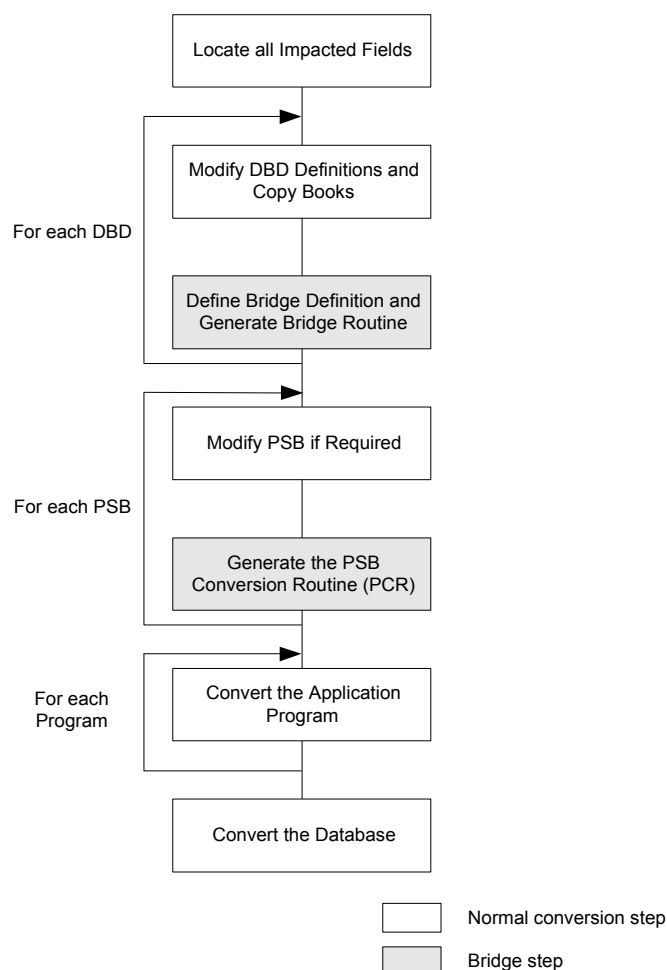 Locate all Impacted Fields
Modify DBD Definitions and
Copy Books
For each DBD
Define Bridge Definition and
Generate Bridge Routine
Modify PSB if Required
For each PSB
Generate the PSB
Conversion Routine (PCR)
For each
Program
Convert the Application
Program
Convert the Database
Normal conversion step
Bridge step